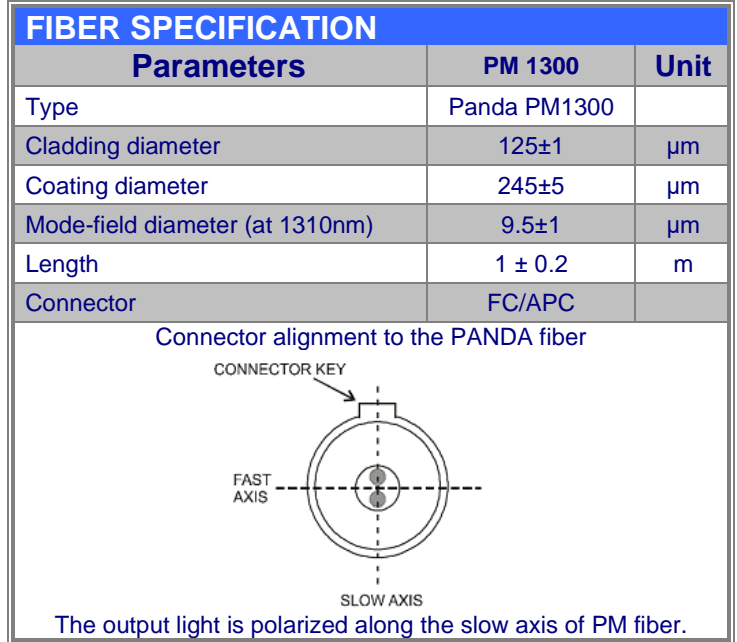 FIBER SPECIFICATION
Parameters PM 1300 Unit
Type Panda PM1300
Cladding diameter 125±1 µm
Coating diameter 245±5 µm
Mode-field diameter (at 1310nm) 9.5±1 µm
Length 1 ± 0.2 m
Connector FC/APC
Connector alignment to the PANDA fiber
CONNECTOR KEY
FAST
AXIS
SLOW AXIS
The output light is polarized along the slow axis of PM fiber.